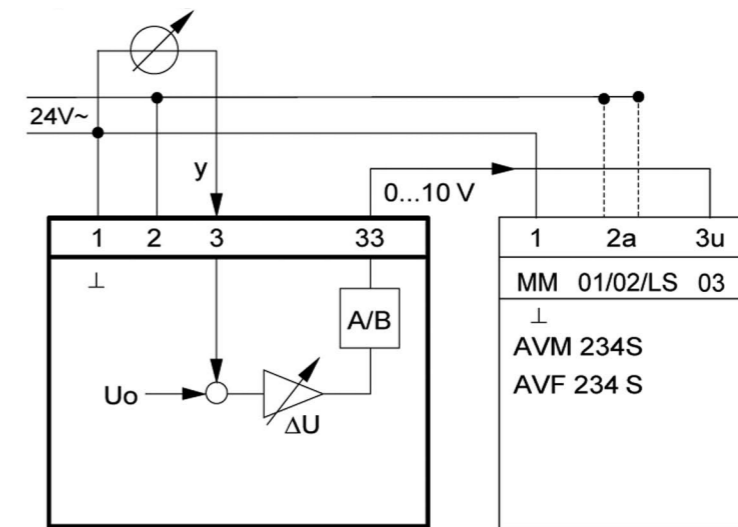 24V~
y
0...10 V
1 2 3 33
1 2a 3u
⊥
MM 01/02/LS 03
A/B
⊥
AVM 234S
AVF 234 S
Uo
ΔU